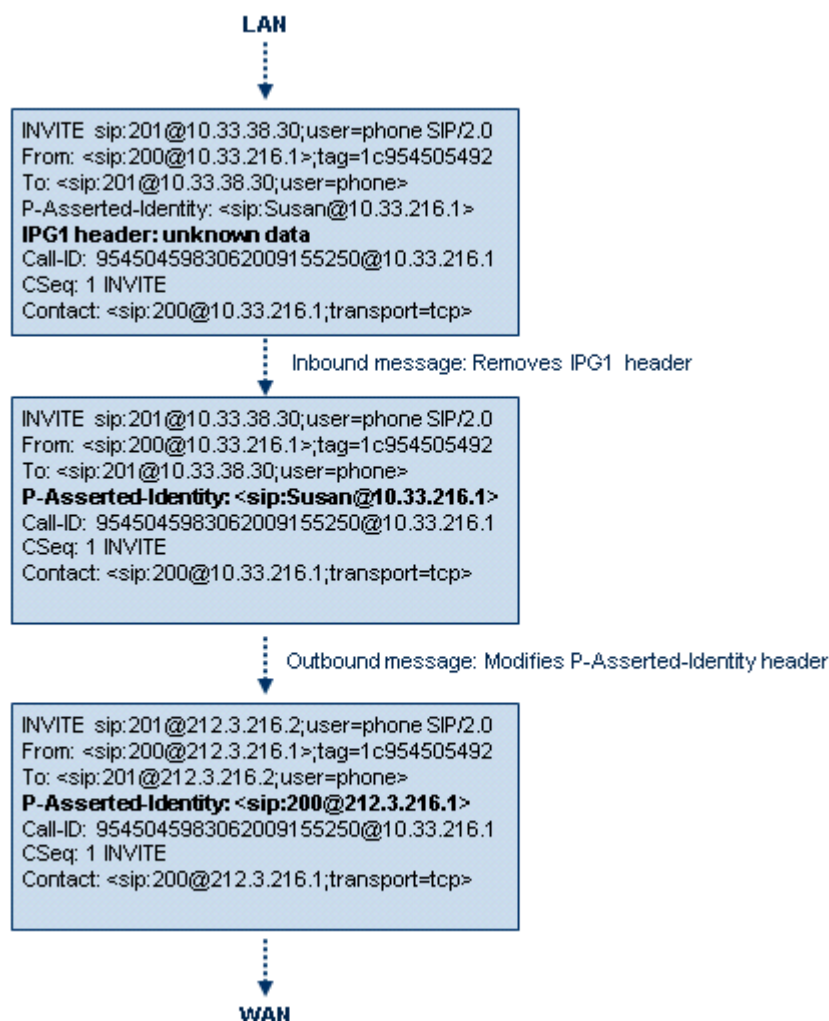 LAN
INVITE sip:201@10.33.38.30;user=phone SIP/2.0
From: <sip:200@10.33.216.1>;tag=1c954505492
To: <sip:201@10.33.38.30;user=phone>
P-Asserted-Identity: <sip:Susan@10.33.216.1>
IPG1 header: unknown data
Call-ID: 9545045983062009155250@10.33.216.1
CSeq: 1 INVITE
Contact: <sip:200@10.33.216.1;transport=tcp>
Inbound message: Removes IPG1 header
INVITE sip:201@10.33.38.30;user=phone SIP/2.0
From: <sip:200@10.33.216.1>;tag=1c954505492
To: <sip:201@10.33.38.30;user=phone>
P-Asserted-Identity: <sip:Susan@10.33.216.1>
Call-ID: 9545045983062009155250@10.33.216.1
CSeq: 1 INVITE
Contact: <sip:200@10.33.216.1;transport=tcp>
Outbound message: Modifies P-Asserted-Identity header
INVITE sip:201@212.3.216.2;user=phone SIP/2.0
From: <sip:200@212.3.216.1>;tag=1c954505492
To: <sip:201@212.3.216.2;user=phone>
P-Asserted-Identity: <sip:200@212.3.216.1>
Call-ID: 9545045983062009155250@10.33.216.1
CSeq: 1 INVITE
Contact: <sip:200@212.3.216.1;transport=tcp>
WAN